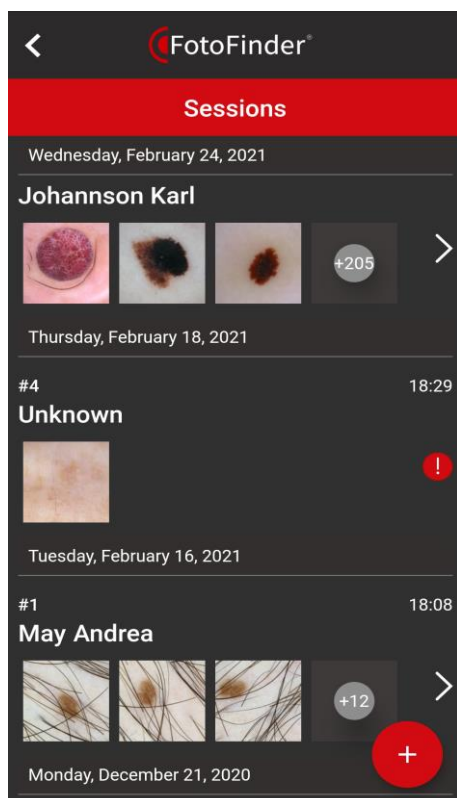 FotoFinder®
Sessions
Wednesday, February 24, 2021
Johannson Karl
+205
Thursday, February 18, 2021
#4 18:29
Unknown
!
Tuesday, February 16, 2021
#1 18:08
May Andrea
+12
+
Monday, December 21, 2020